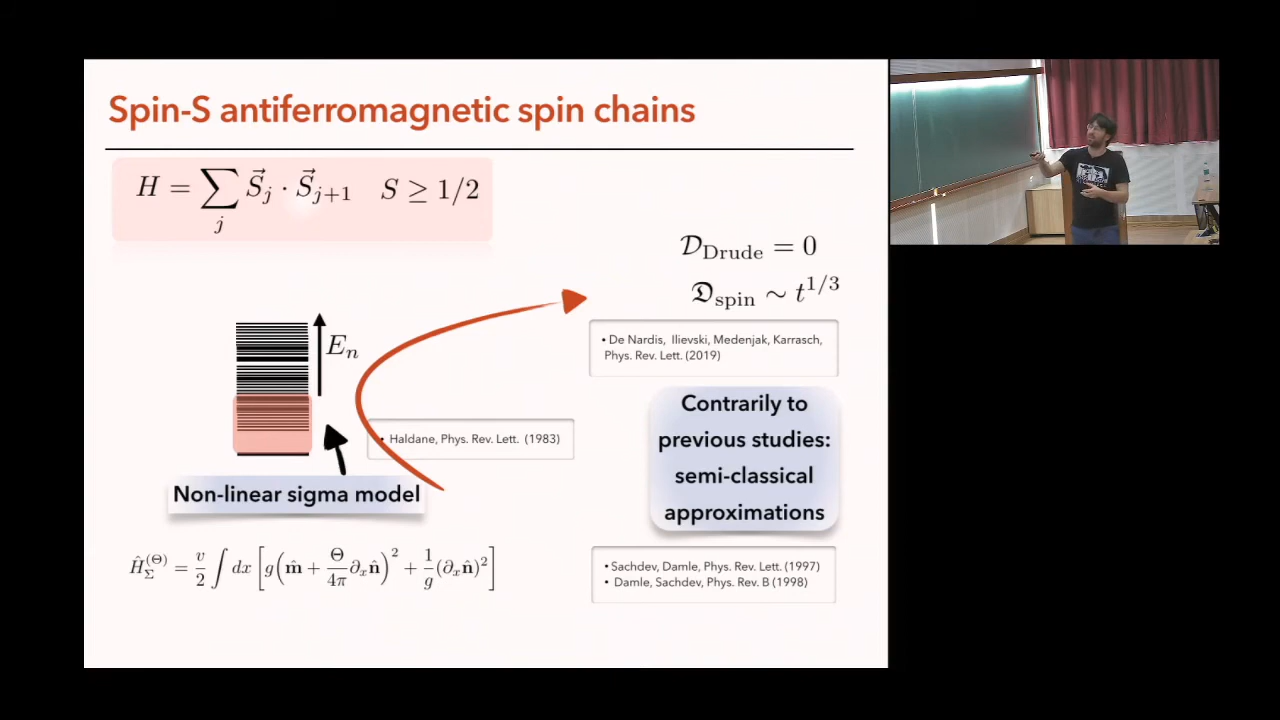 Spin-S antiferromagnetic spin chains
H = ∑_j S⃗_j · S⃗_{j+1}   S ≥ 1/2
𝒟_Drude = 0
𝔇_spin ∼ t^{1/3}
• De Nardis, Ilievski, Medenjak, Karrasch,
Phys. Rev. Lett. (2019)
E_n
Contrarily to
previous studies:
semi-classical
approximations
• Haldane, Phys. Rev. Lett. (1983)
Non-linear sigma model
Ĥ_Σ^{(Θ)} = v/2 ∫ dx [g(m̂ + Θ/4π ∂_x n̂)^2 + 1/g (∂_x n̂)^2]
• Sachdev, Damle, Phys. Rev. Lett. (1997)
• Damle, Sachdev, Phys. Rev. B (1998)